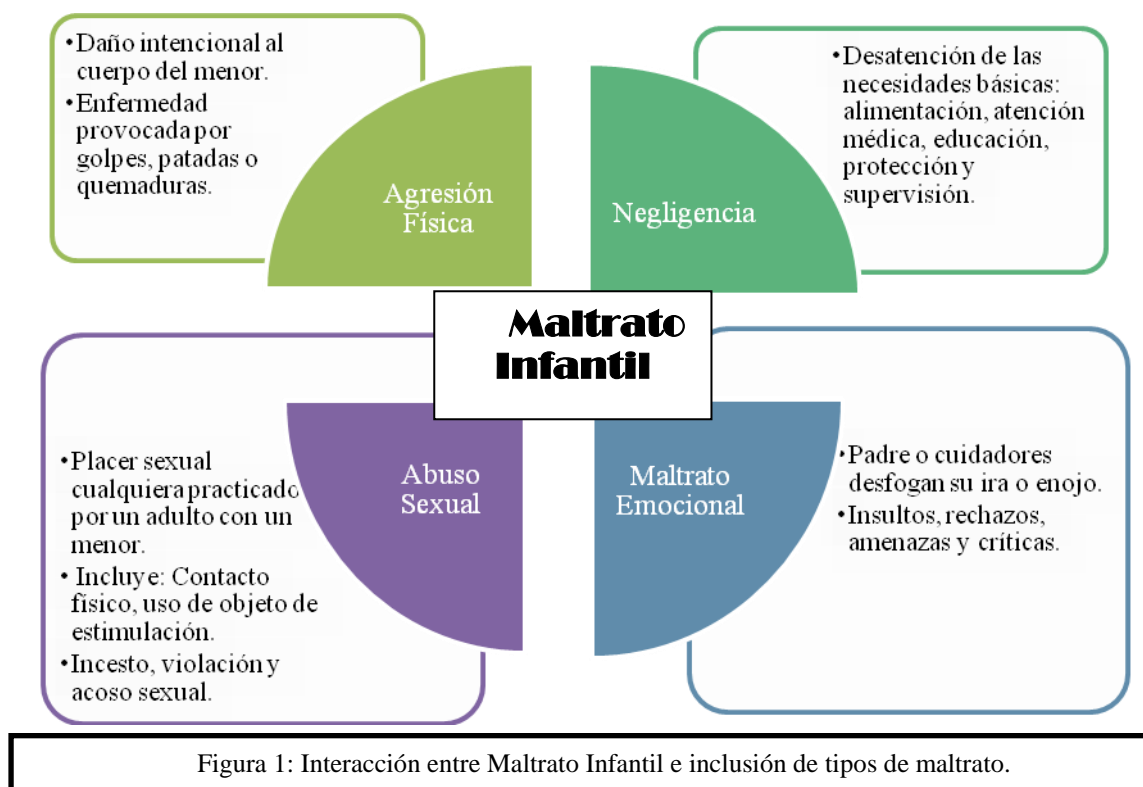 •Daño intencional al
cuerpo del menor.
•Enfermedad
provocada por
golpes, patadas o
quemaduras.
Agresión
Física
•Desatención de las
necesidades básicas:
alimentación, atención
médica, educación,
protección y
supervisión.
Negligencia
Maltrato
Infantil
•Placer sexual
cualquiera practicado
por un adulto con un
menor.
• Incluye: Contacto
físico, uso de objeto de
estimulación.
•Incesto, violación y
acoso sexual.
Abuso
Sexual
•Padre o cuidadores
desfogan su ira o enojo.
•Insultos, rechazos,
amenazas y críticas.
Maltrato
Emocional
Figura 1: Interacción entre Maltrato Infantil e inclusión de tipos de maltrato.